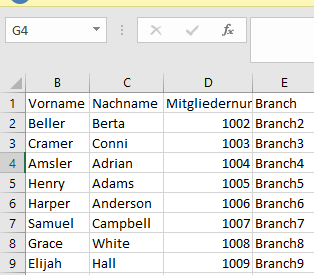 G4 fx
B C D E
1 Vorname Nachname Mitgliedernur Branch
2 Beller Berta 1002 Branch2
3 Cramer Conni 1003 Branch3
4 Amsler Adrian 1004 Branch4
5 Henry Adams 1005 Branch5
6 Harper Anderson 1006 Branch6
7 Samuel Campbell 1007 Branch7
8 Grace White 1008 Branch8
9 Elijah Hall 1009 Branch9